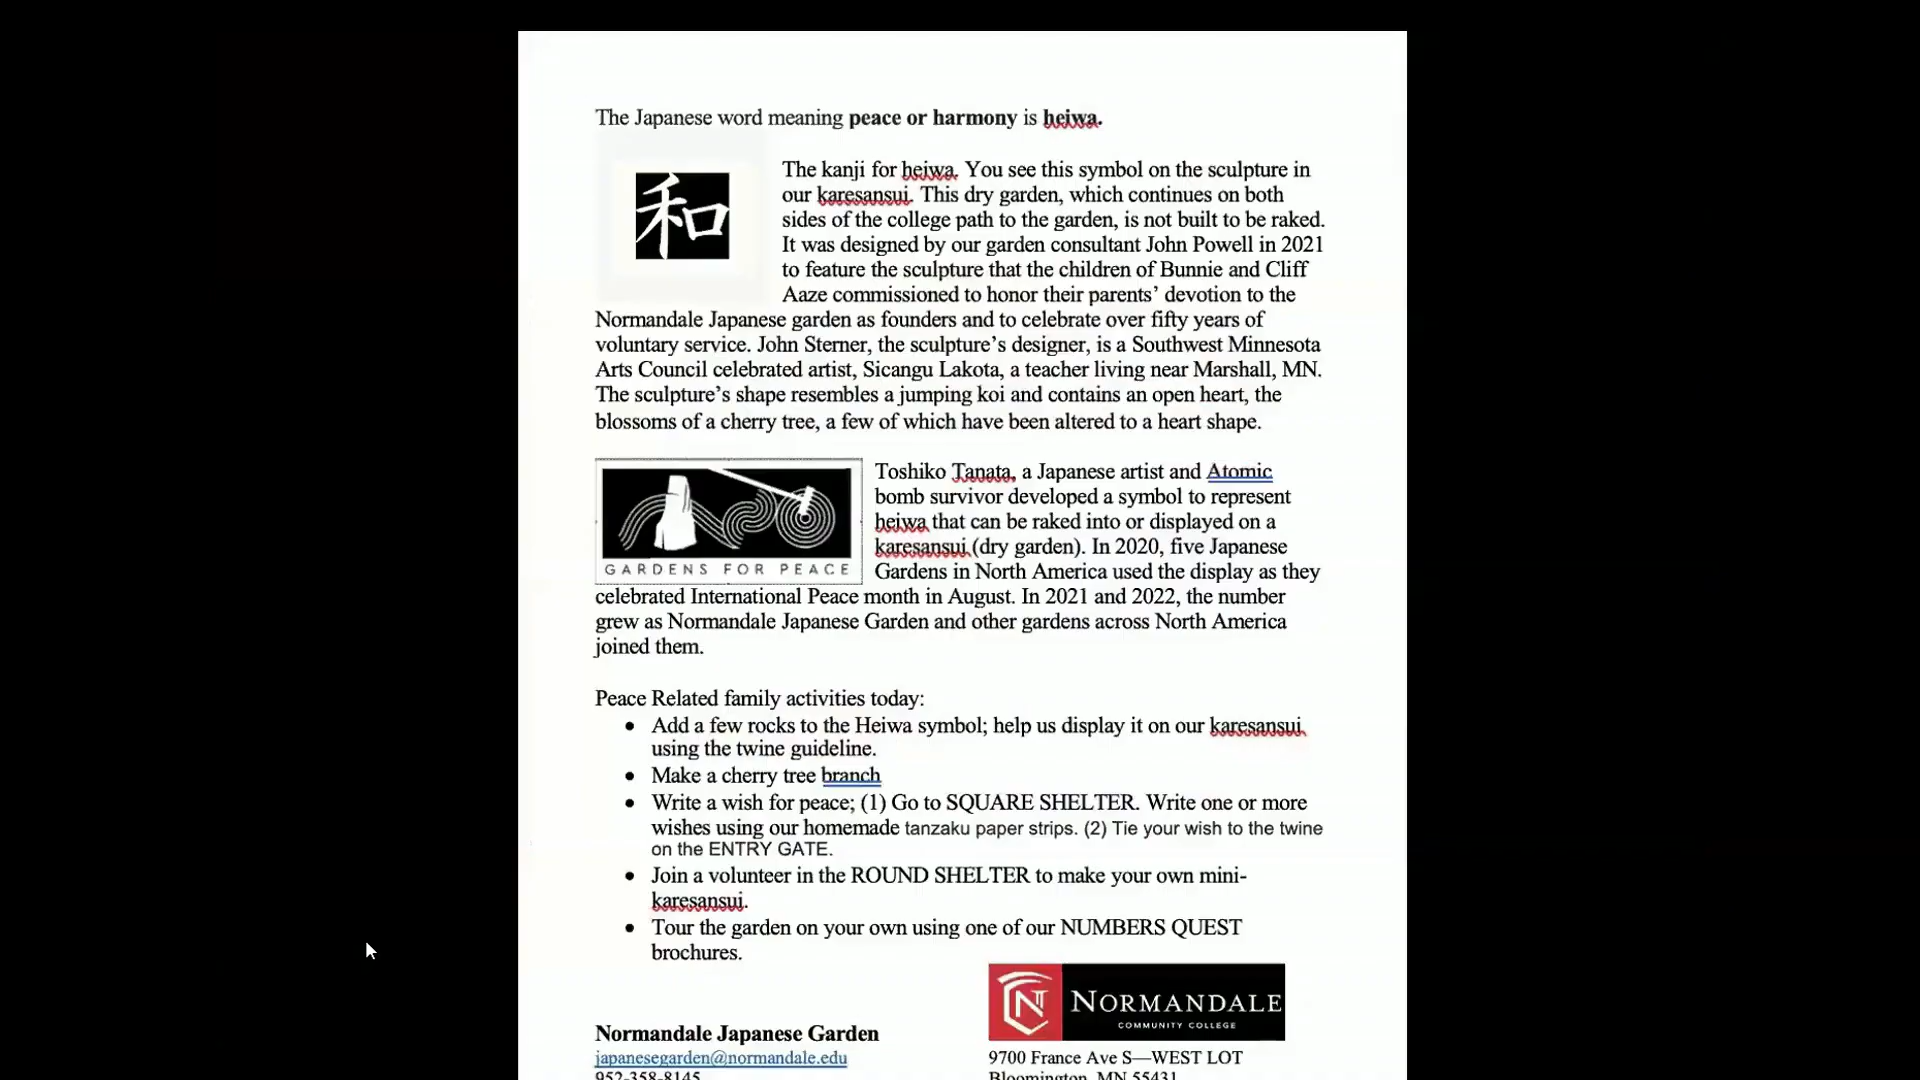 The Japanese word meaning peace or harmony is heiwa.
和
The kanji for heiwa. You see this symbol on the sculpture in
our karesansui. This dry garden, which continues on both
sides of the college path to the garden, is not built to be raked.
It was designed by our garden consultant John Powell in 2021
to feature the sculpture that the children of Bunnie and Cliff
Aaze commissioned to honor their parents’ devotion to the
Normandale Japanese garden as founders and to celebrate over fifty years of
voluntary service. John Sterner, the sculpture’s designer, is a Southwest Minnesota
Arts Council celebrated artist, Sicangu Lakota, a teacher living near Marshall, MN.
The sculpture’s shape resembles a jumping koi and contains an open heart, the
blossoms of a cherry tree, a few of which have been altered to a heart shape.
GARDENS FOR PEACE
Toshiko Tanata, a Japanese artist and Atomic
bomb survivor developed a symbol to represent
heiwa that can be raked into or displayed on a
karesansui (dry garden). In 2020, five Japanese
Gardens in North America used the display as they
celebrated International Peace month in August. In 2021 and 2022, the number
grew as Normandale Japanese Garden and other gardens across North America
joined them.
Peace Related family activities today:
• Add a few rocks to the Heiwa symbol; help us display it on our karesansui
using the twine guideline.
• Make a cherry tree branch
• Write a wish for peace; (1) Go to SQUARE SHELTER. Write one or more
wishes using our homemade tanzaku paper strips. (2) Tie your wish to the twine
on the ENTRY GATE.
• Join a volunteer in the ROUND SHELTER to make your own mini-
karesansui.
• Tour the garden on your own using one of our NUMBERS QUEST
brochures.
N NORMANDALE
COMMUNITY COLLEGE
Normandale Japanese Garden
japanesegarden@normandale.edu
952-358-8145
9700 France Ave S—WEST LOT
Bloomington, MN 55431